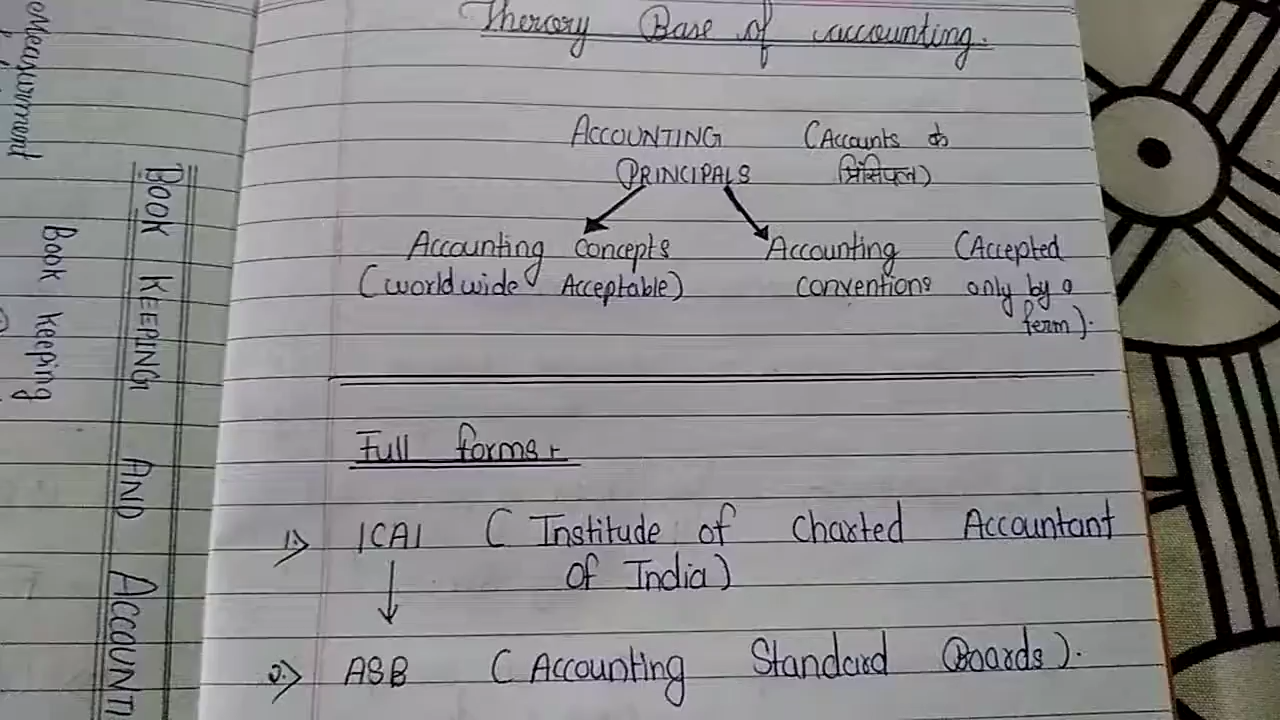 Therory Base of accounting.
ACCOUNTING (Accounts के
PRINCIPALS प्रिंसिपल)
Accounting concepts Accounting (Accepted
(worldwide Acceptable) conventions only by a
ferm).
Full forms:-
1) ICAI ( Institude of Charted Accountant
of India)
2) ASB ( Accounting Standard Boards).
Measurment
Book keeping
BOOK KEEPING AND ACCOUNTI